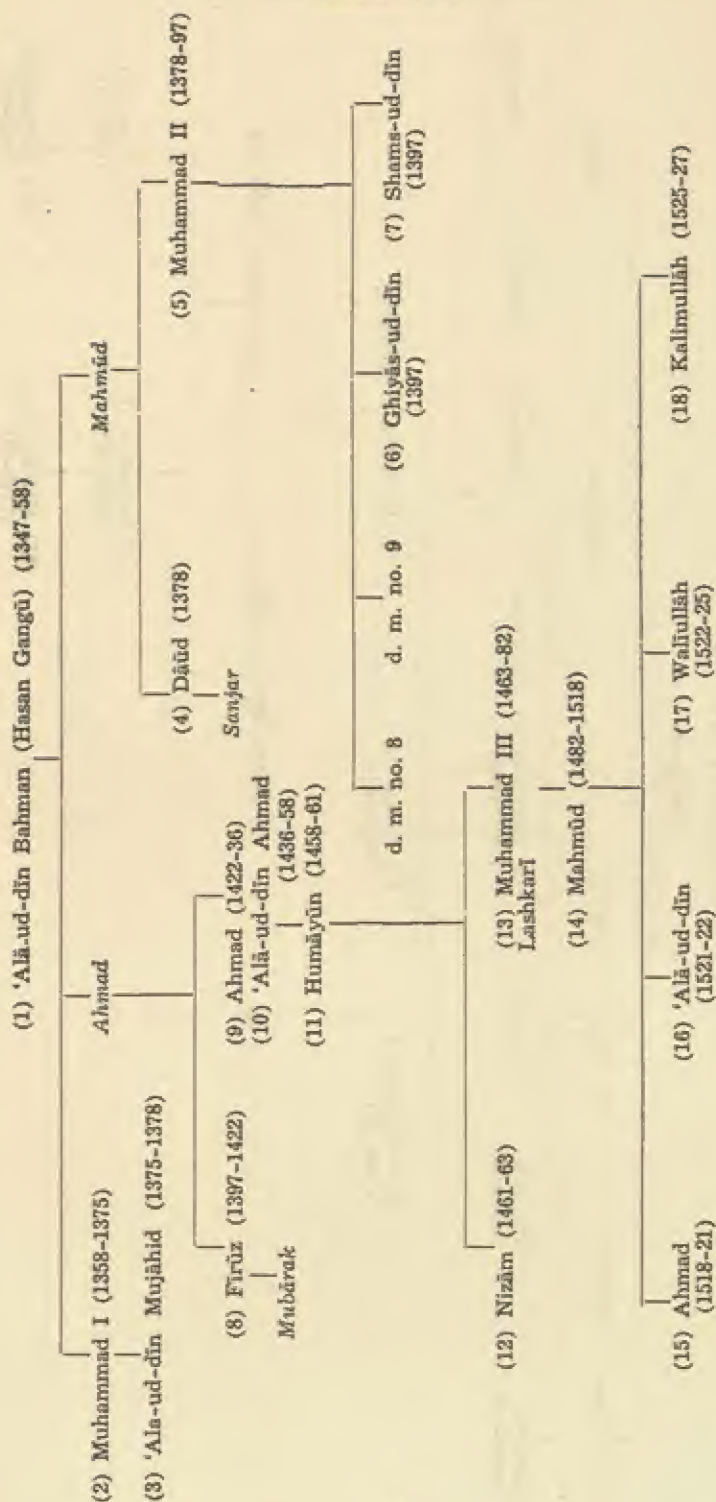 (1) ‘Alā-ud-dīn Bahman (Hasan Gangū) (1347-58)
(2) Muhammad I (1358-1375)
Ahmad
Mahmūd
(3) ‘Ala-ud-dīn Mujāhid (1375-1378)
(4) Dāūd (1378)
(5) Muhammad II (1378-97)
Sanjar
(8) Fīrūz (1397-1422)
(9) Ahmad (1422-36)
Mubārak
(10) ‘Alā-ud-dīn Ahmad
(1436-58)
(11) Humāyūn (1458-61)
d. m. no. 8
d. m. no. 9
(6) Ghiyās-ud-dīn
(1397)
(7) Shams-ud-dīn
(1397)
(12) Nizām (1461-63)
(13) Muhammad III (1463-82)
Lashkarī
(14) Mahmūd (1482-1518)
(15) Ahmad
(1518-21)
(16) ‘Alā-ud-dīn
(1521-22)
(17) Walīullāh
(1522-25)
(18) Kalīmullāh (1525-27)